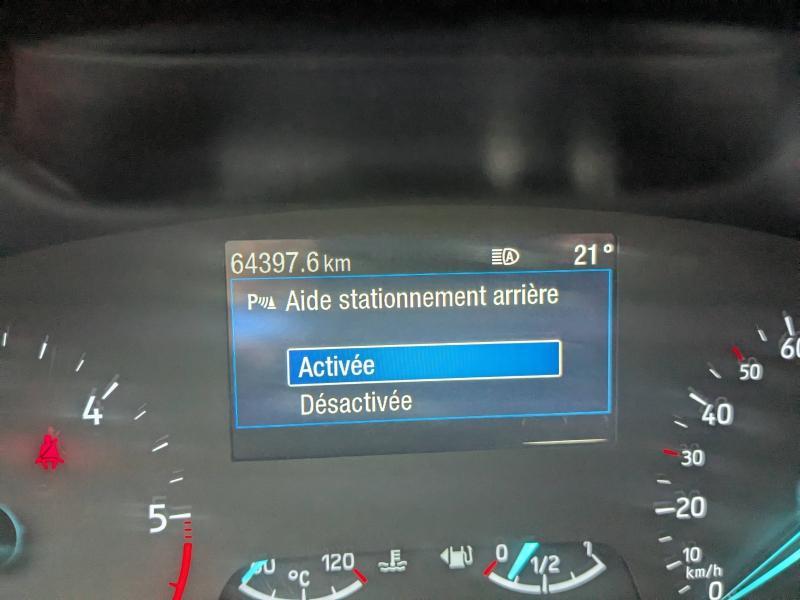 64397.6 km A 21°
P Aide stationnement arrière
Activée
Désactivée
4
5
60
50
40
30
20
10
km/h
0
120
°C
0 1/2 1